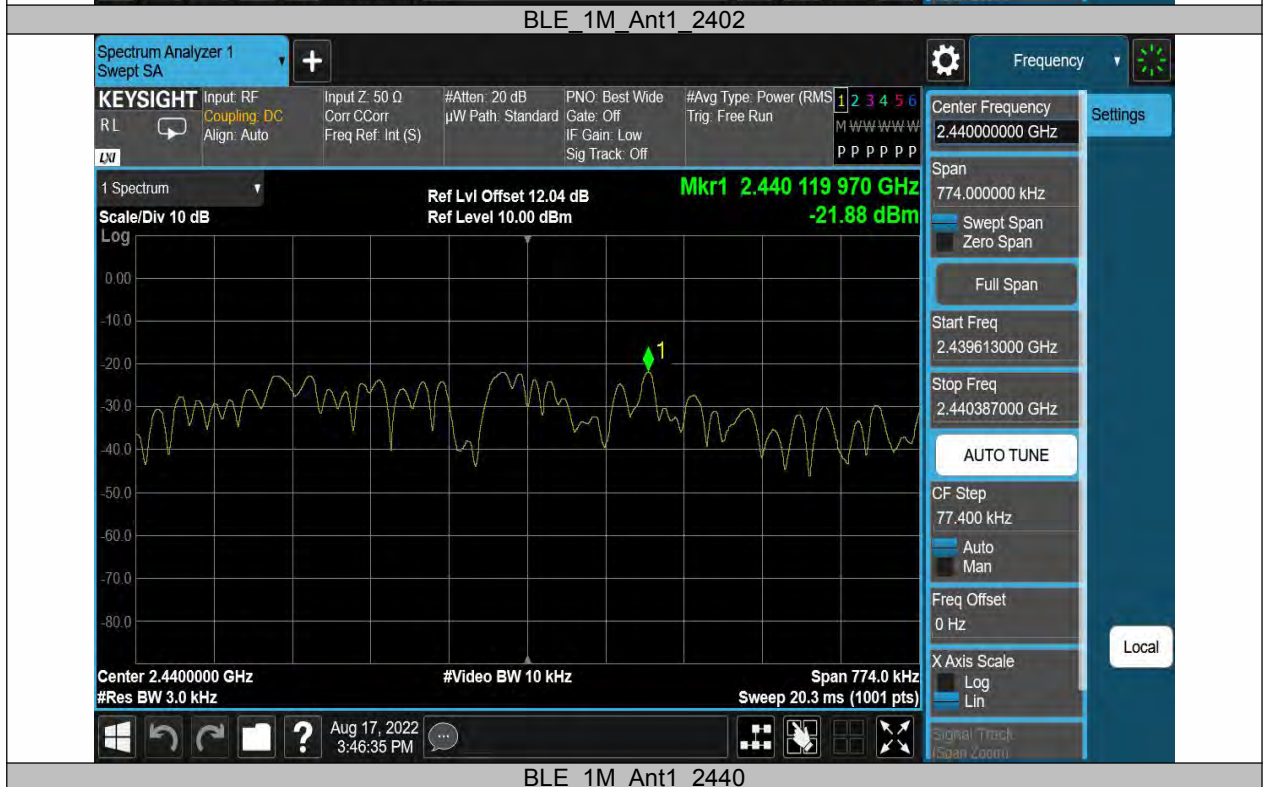 BLE_1M_Ant1_2402
Spectrum Analyzer 1
Swept SA
+
Frequency
KEYSIGHT
RL
LXI
Input: RF
Coupling: DC
Align: Auto
Input Z: 50 Ω
Corr CCorr
Freq Ref: Int (S)
#Atten: 20 dB
µW Path: Standard
PNO: Best Wide
Gate: Off
IF Gain: Low
Sig Track: Off
#Avg Type: Power (RMS
Trig: Free Run
1 2 3 4 5 6
M W W W W W
P P P P P P
1 Spectrum
Scale/Div 10 dB
Log
Ref Lvl Offset 12.04 dB
Ref Level 10.00 dBm
Mkr1 2.440 119 970 GHz
-21.88 dBm
0.00
-10.0
-20.0
-30.0
-40.0
-50.0
-60.0
-70.0
-80.0
1
Center 2.4400000 GHz
#Res BW 3.0 kHz
#Video BW 10 kHz
Span 774.0 kHz
Sweep 20.3 ms (1001 pts)
Center Frequency
2.440000000 GHz
Settings
Span
774.000000 kHz
Swept Span
Zero Span
Full Span
Start Freq
2.439613000 GHz
Stop Freq
2.440387000 GHz
AUTO TUNE
CF Step
77.400 kHz
Auto
Man
Freq Offset
0 Hz
X Axis Scale
Log
Lin
Signal Track
(Span Zoom)
Local
?
Aug 17, 2022
3:46:35 PM
BLE_1M_Ant1_2440